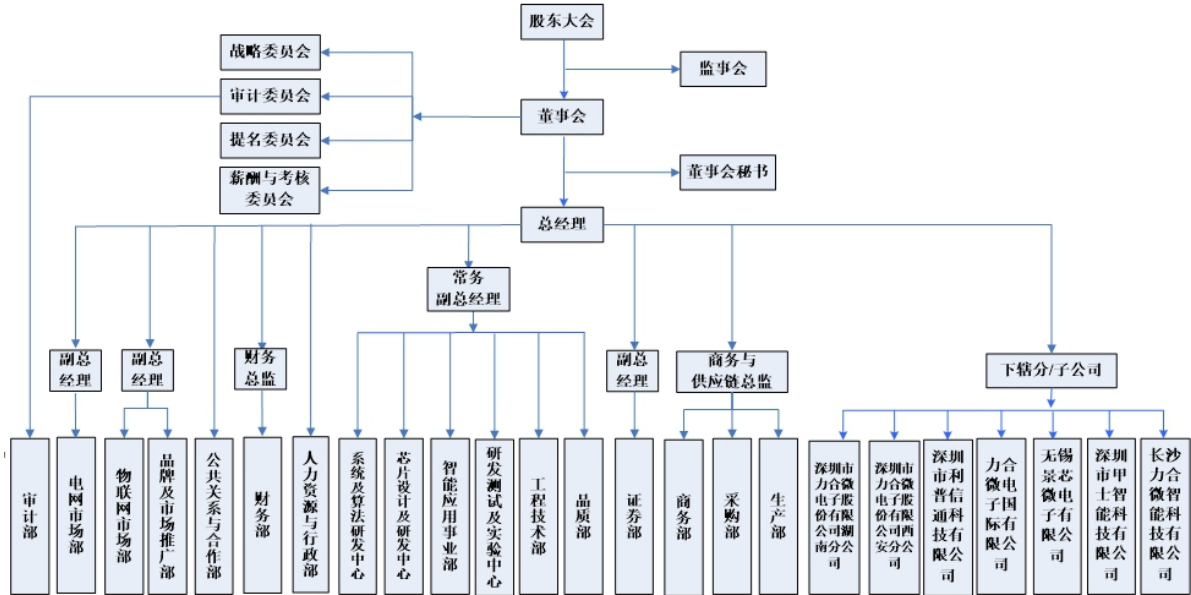 股东大会
战略委员会
监事会
审计委员会
董事会
提名委员会
董事会秘书
薪酬与考核
委员会
总经理
常务
副总经理
副总
经理
副总
经理
财务
总监
副总
经理
商务与
供应链总监
下辖分/子公司
审计部
电网市场部
物联网市场部
品牌及市场推广部
公共关系与合作部
财务部
人力资源与行政部
系统及算法研发中心
芯片设计及研发中心
智能应用事业部
研发测试及实验中心
工程技术部
品质部
证券部
商务部
采购部
生产部
深圳市力合微电子股份有限公司湖南分公司
深圳市力合微电子股份有限公司西安分公司
深圳市利普信通科技有限公司
力合微电子国际有限公司
无锡景芯微电子有限公司
深圳市甲士智能科技有限公司
长沙力合微智能科技有限公司